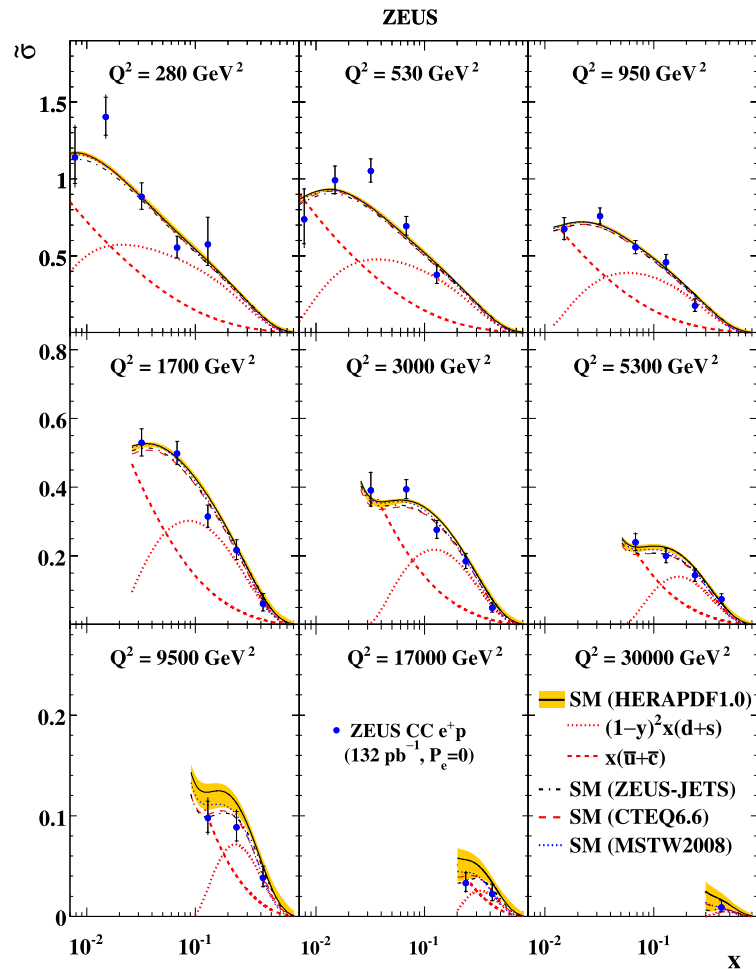 ZEUS
σ̃
Q² = 280 GeV²
Q² = 530 GeV²
Q² = 950 GeV²
1.5
1
0.5
0
Q² = 1700 GeV²
Q² = 3000 GeV²
Q² = 5300 GeV²
0.8
0.6
0.4
0.2
0
Q² = 9500 GeV²
Q² = 17000 GeV²
Q² = 30000 GeV²
0.2
0.1
0
ZEUS CC e⁺p
(132 pb⁻¹, Pₑ=0)
SM (HERAPDF1.0)
(1−y)²x(d+s)
x(u̅+c̅)
SM (ZEUS-JETS)
SM (CTEQ6.6)
SM (MSTW2008)
10⁻² 10⁻¹ 10⁻² 10⁻¹ 10⁻² 10⁻¹
x